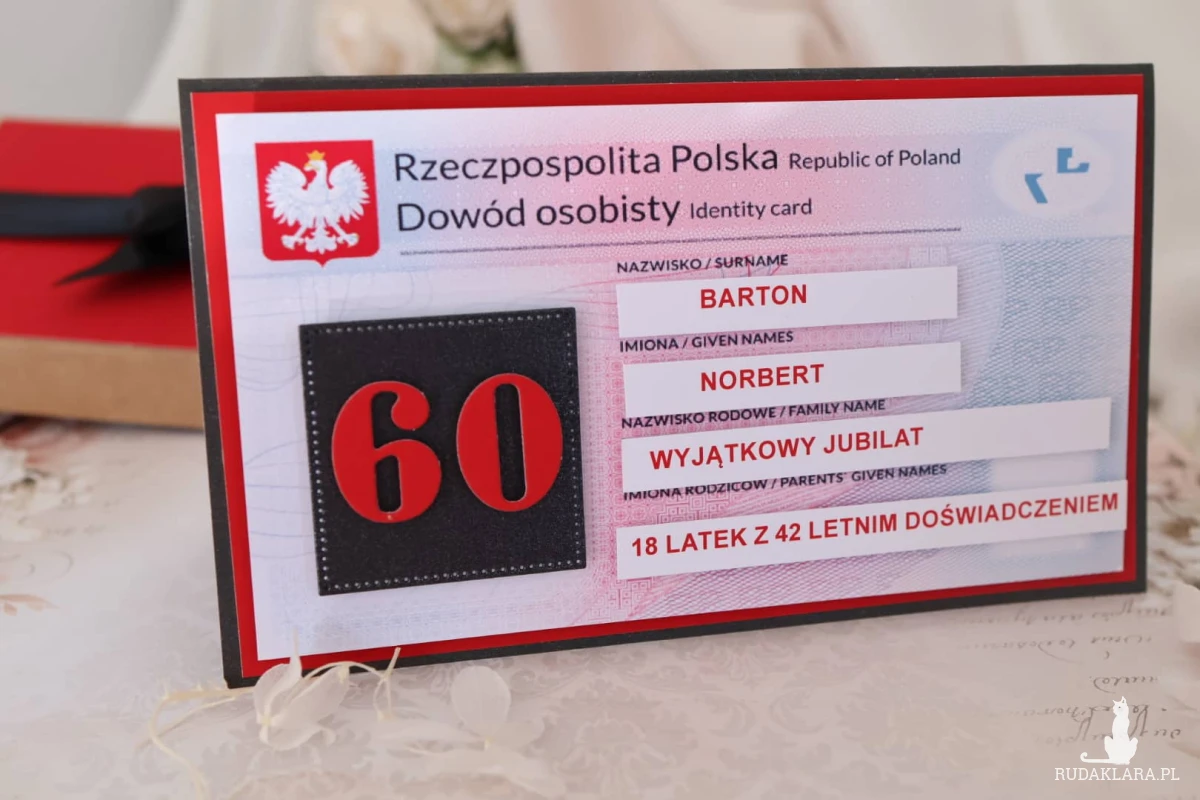 Rzeczpospolita Polska Republic of Poland
Dowód osobisty Identity card
NAZWISKO / SURNAME
BARTON
IMIONA / GIVEN NAMES
NORBERT
NAZWISKO RODOWE / FAMILY NAME
WYJĄTKOWY JUBILAT
IMIONA RODZICÓW / PARENTS' GIVEN NAMES
18 LATEK Z 42 LETNIM DOŚWIADCZENIEM
60
RUDAKLARA.PL